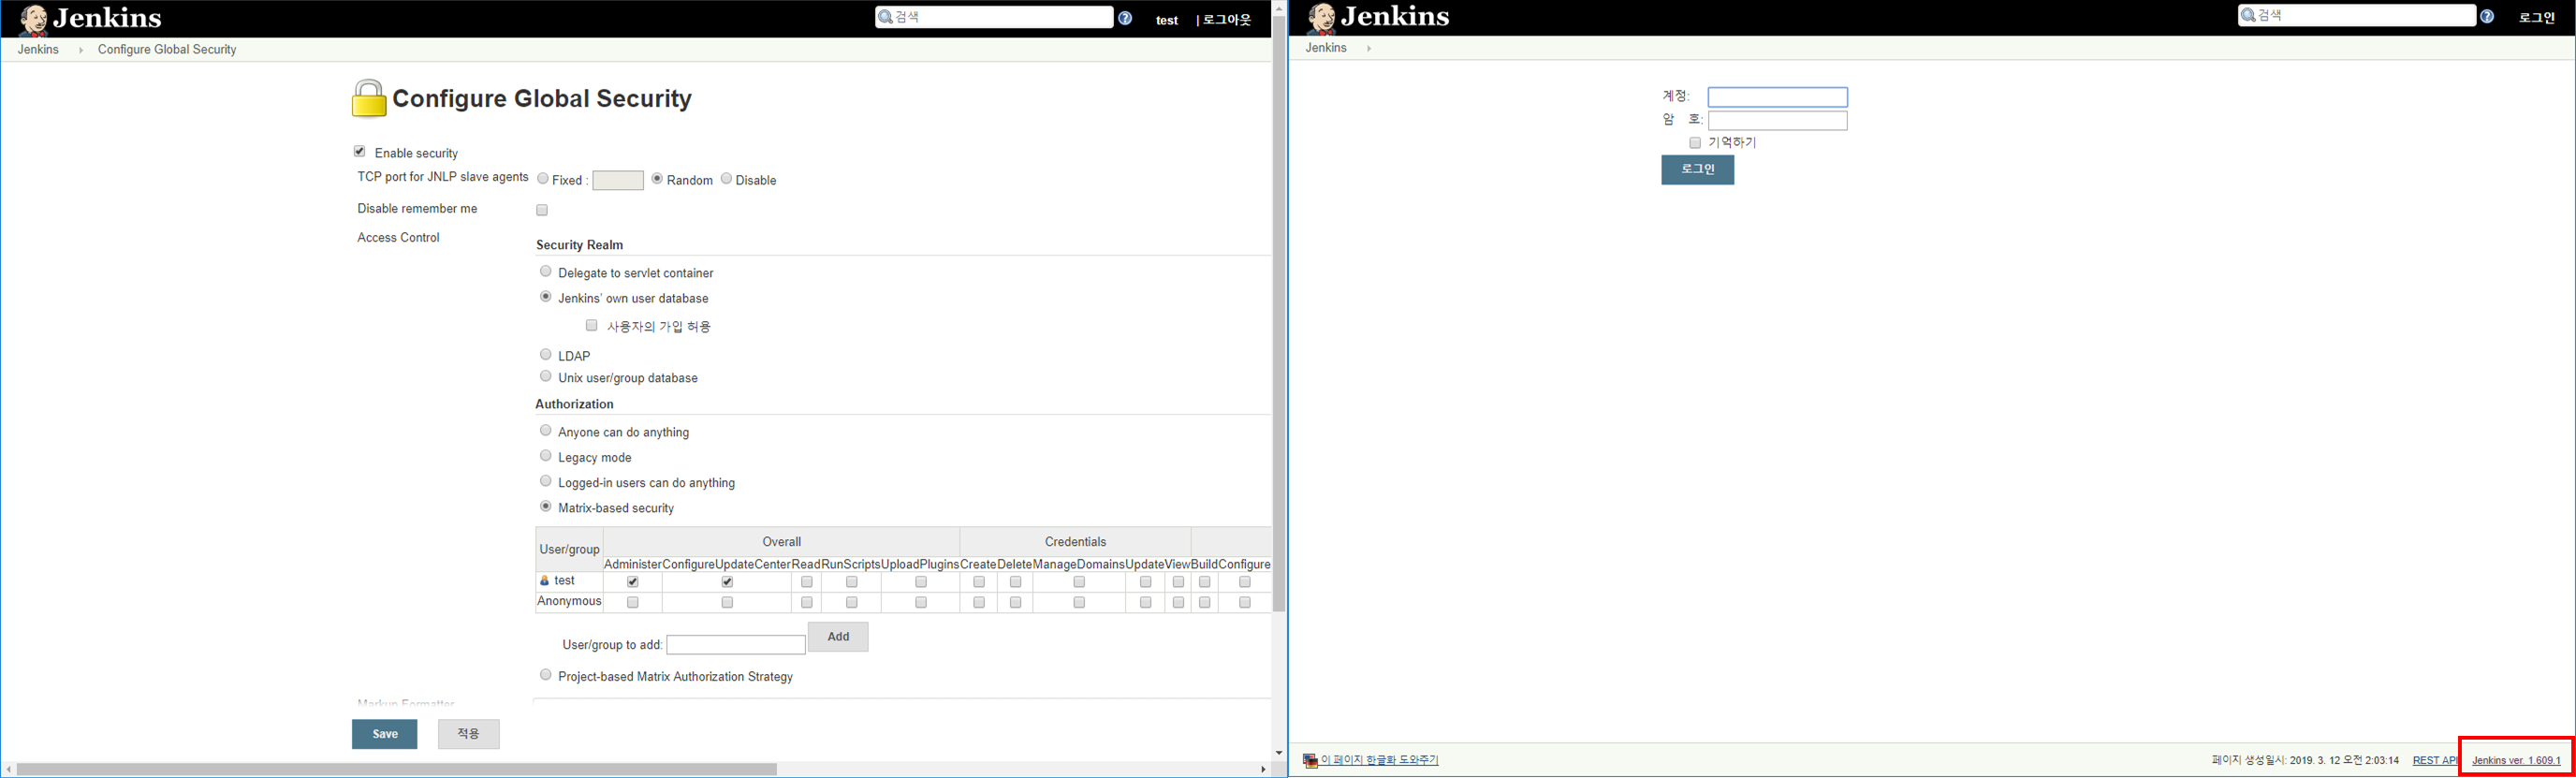 Jenkins
검색
test | 로그아웃
Jenkins Configure Global Security
Configure Global Security
Enable security
TCP port for JNLP slave agents Fixed : Random Disable
Disable remember me
Access Control
Security Realm
Delegate to servlet container
Jenkins' own user database
사용자의 가입 허용
LDAP
Unix user/group database
Authorization
Anyone can do anything
Legacy mode
Logged-in users can do anything
Matrix-based security
User/group Overall Credentials
Administer ConfigureUpdateCenter Read RunScripts UploadPlugins Create Delete ManageDomains Update View Build Configure
test
Anonymous
User/group to add: Add
Project-based Matrix Authorization Strategy
Markup Formatter
Save 적용
Jenkins
검색
로그인
Jenkins
계정:
암 호:
기억하기
로그인
이 페이지 한글화 도와주기 페이지 생성일시: 2019. 3. 12 오전 2:03:14 REST API Jenkins ver. 1.609.1